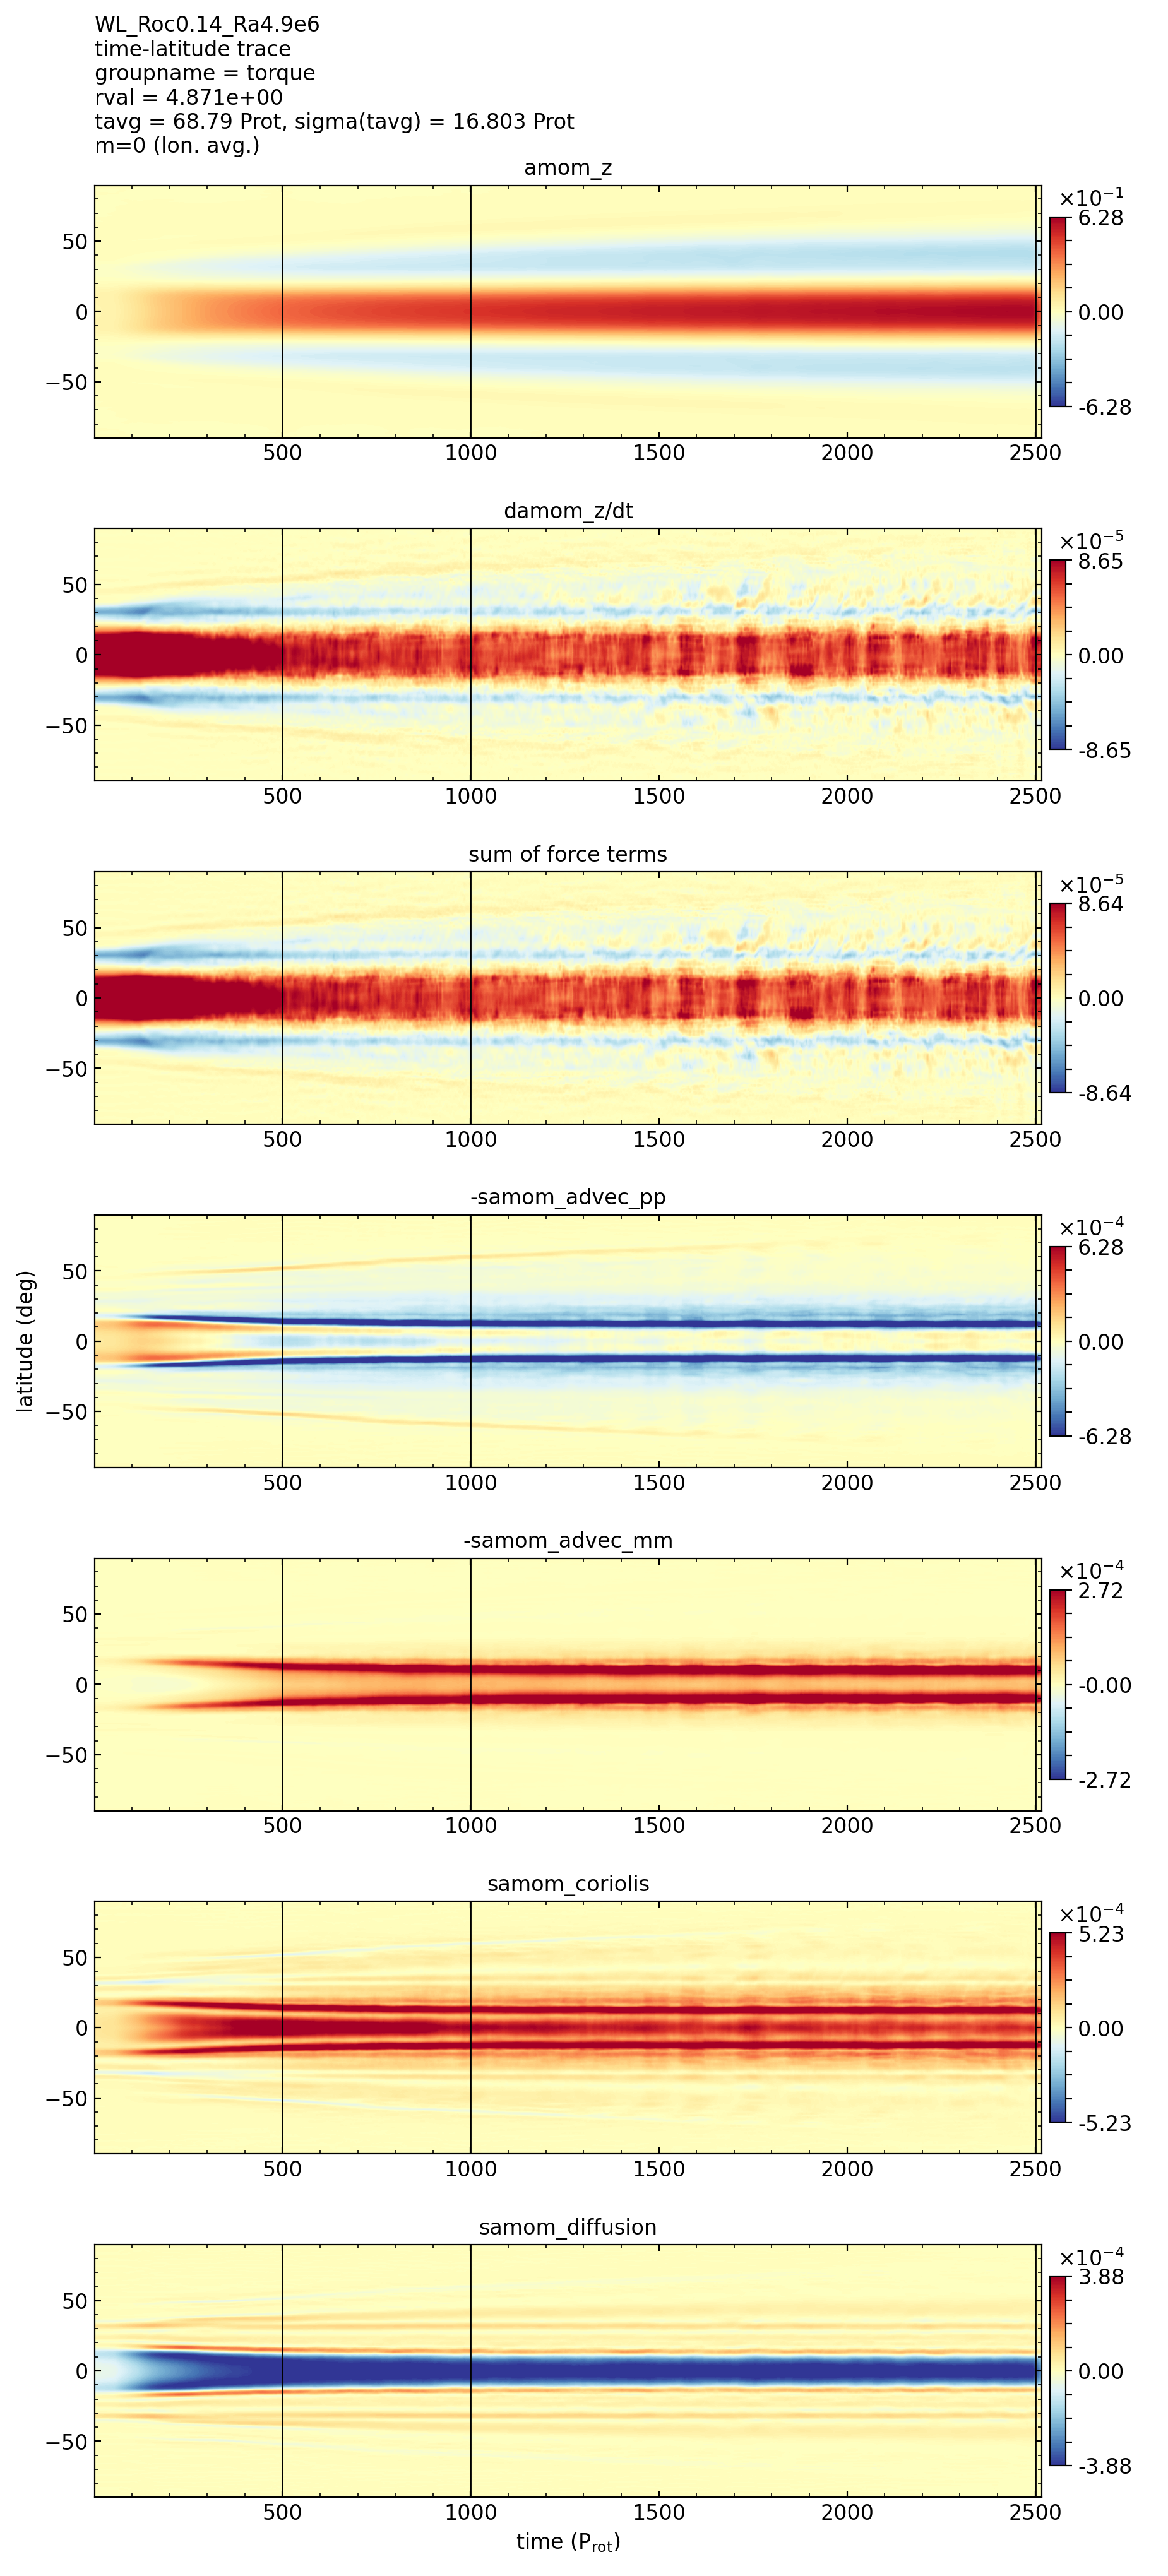 WL_Roc0.14_Ra4.9e6
time-latitude trace
groupname = torque
rval = 4.871e+00
tavg = 68.79 Prot, sigma(tavg) = 16.803 Prot
m=0 (lon. avg.)
amom_z
×10⁻¹
6.28
0.00
-6.28
50
0
−50
500 1000 1500 2000 2500
damom_z/dt
×10⁻⁵
8.65
0.00
-8.65
50
0
−50
500 1000 1500 2000 2500
sum of force terms
×10⁻⁵
8.64
0.00
-8.64
50
0
−50
500 1000 1500 2000 2500
-samom_advec_pp
×10⁻⁴
6.28
0.00
-6.28
50
0
−50
latitude (deg)
500 1000 1500 2000 2500
-samom_advec_mm
×10⁻⁴
2.72
-0.00
-2.72
50
0
−50
500 1000 1500 2000 2500
samom_coriolis
×10⁻⁴
5.23
0.00
-5.23
50
0
−50
500 1000 1500 2000 2500
samom_diffusion
×10⁻⁴
3.88
0.00
-3.88
50
0
−50
500 1000 1500 2000 2500
time (Prot)